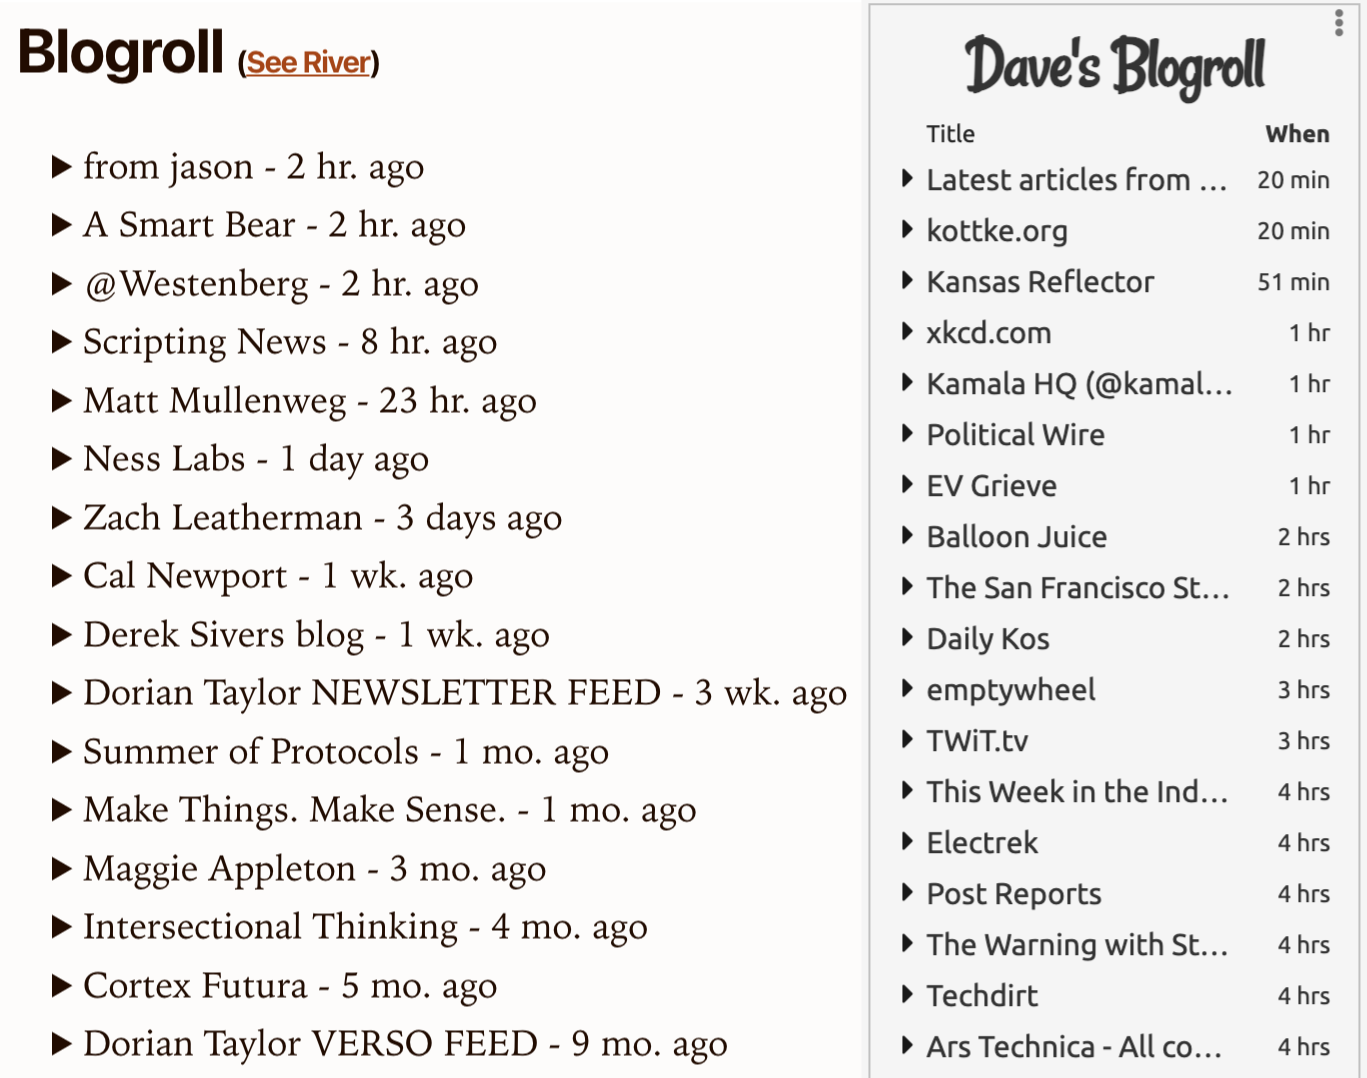 Blogroll (See River)
from jason - 2 hr. ago
A Smart Bear - 2 hr. ago
@Westenberg - 2 hr. ago
Scripting News - 8 hr. ago
Matt Mullenweg - 23 hr. ago
Ness Labs - 1 day ago
Zach Leatherman - 3 days ago
Cal Newport - 1 wk. ago
Derek Sivers blog - 1 wk. ago
Dorian Taylor NEWSLETTER FEED - 3 wk. ago
Summer of Protocols - 1 mo. ago
Make Things. Make Sense. - 1 mo. ago
Maggie Appleton - 3 mo. ago
Intersectional Thinking - 4 mo. ago
Cortex Futura - 5 mo. ago
Dorian Taylor VERSO FEED - 9 mo. ago
Dave's Blogroll
Title When
Latest articles from ... 20 min
kottke.org 20 min
Kansas Reflector 51 min
xkcd.com 1 hr
Kamala HQ (@kamal... 1 hr
Political Wire 1 hr
EV Grieve 1 hr
Balloon Juice 2 hrs
The San Francisco St... 2 hrs
Daily Kos 2 hrs
emptywheel 3 hrs
TWiT.tv 3 hrs
This Week in the Ind... 4 hrs
Electrek 4 hrs
Post Reports 4 hrs
The Warning with St... 4 hrs
Techdirt 4 hrs
Ars Technica - All co... 4 hrs